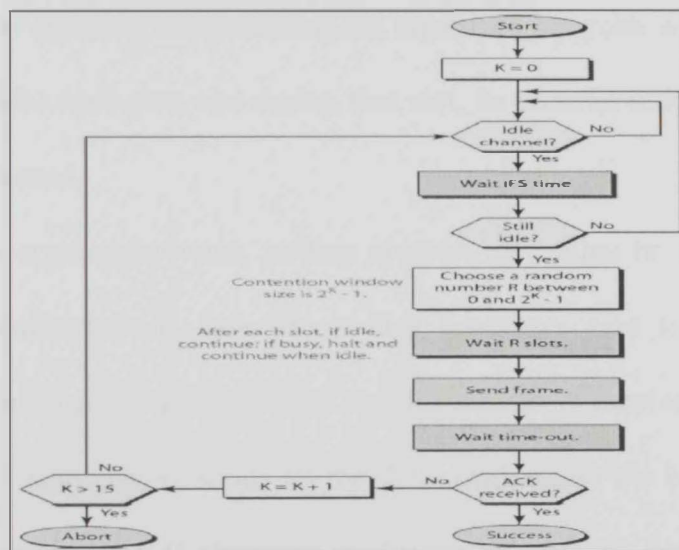 Start
K = 0
Idle
channel?
No
Yes
Wait IFS time
Still
idle?
No
Yes
Contention window
size is 2^K - 1.
Choose a random
number R between
0 and 2^K - 1
After each slot, if idle,
continue; if busy, halt and
continue when idle.
Wait R slots.
Send frame.
Wait time-out.
ACK
received?
No
K = K + 1
K > 15
No
Yes
Yes
Abort
Success